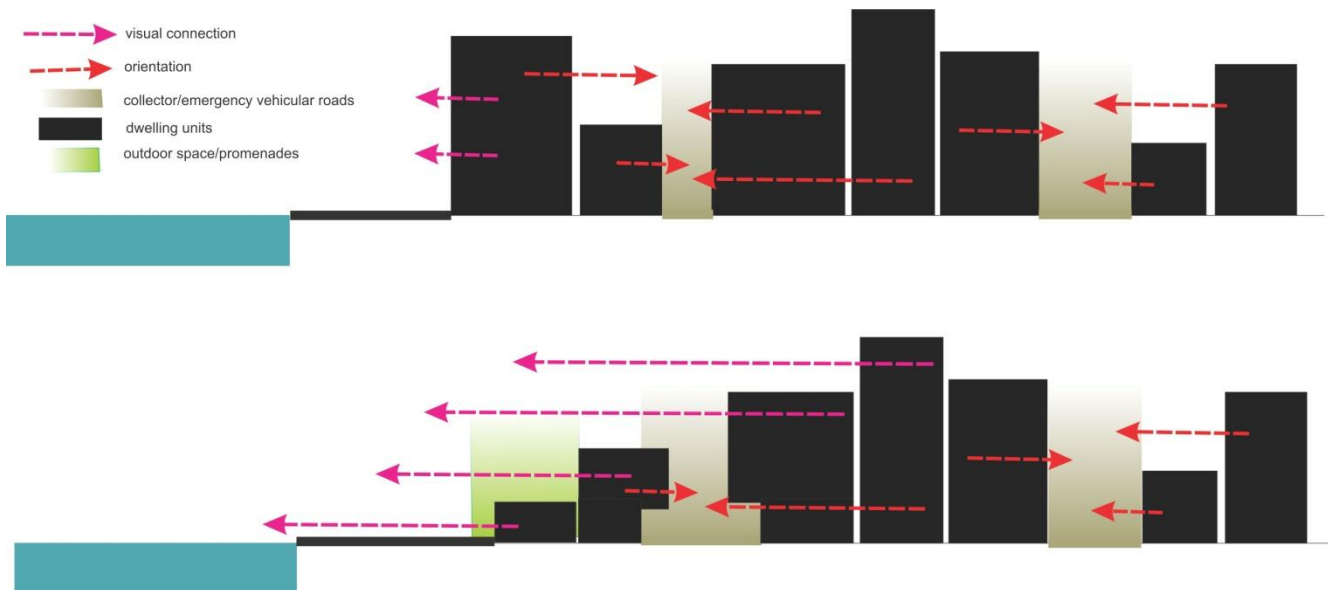 visual connection
orientation
collector/emergency vehicular roads
dwelling units
outdoor space/promenades